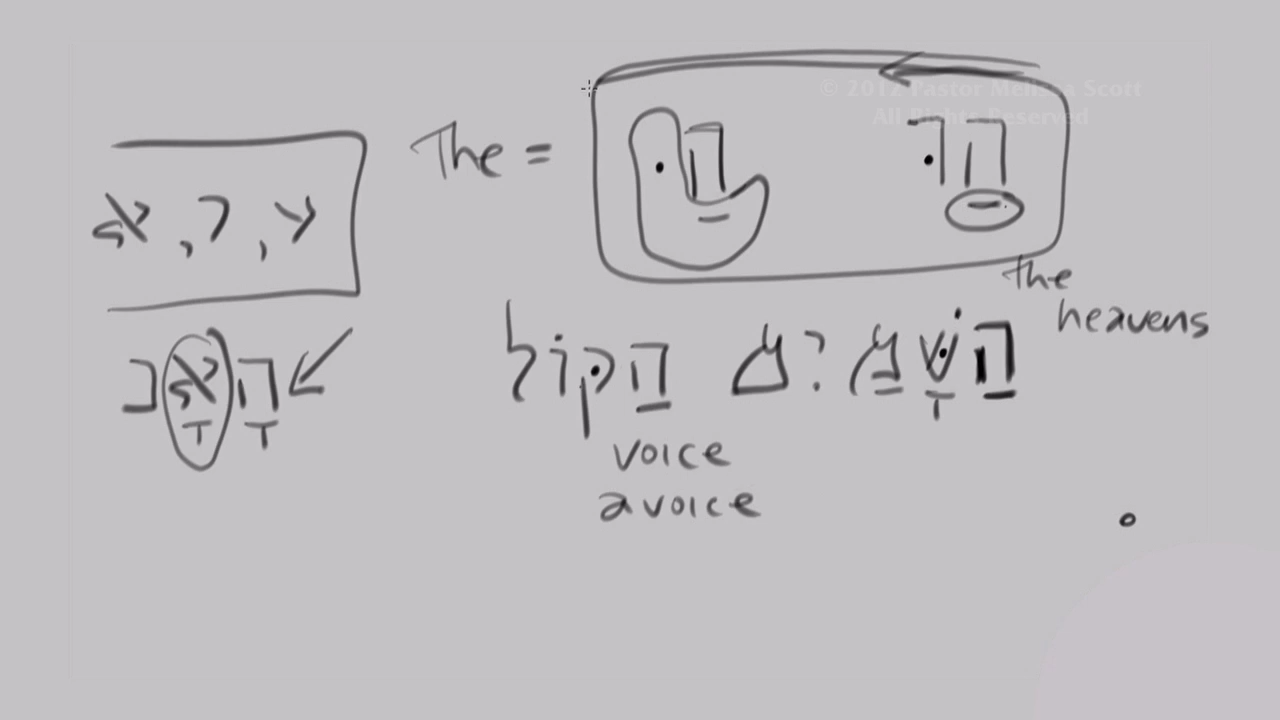 © 2012 Pastor Melissa Scott
All Rights Reserved
The = הַ
א, ר, ע
the
heavens
הַשָּׁמַיִם
הַקּוֹל
הָאָב
voice
a voice